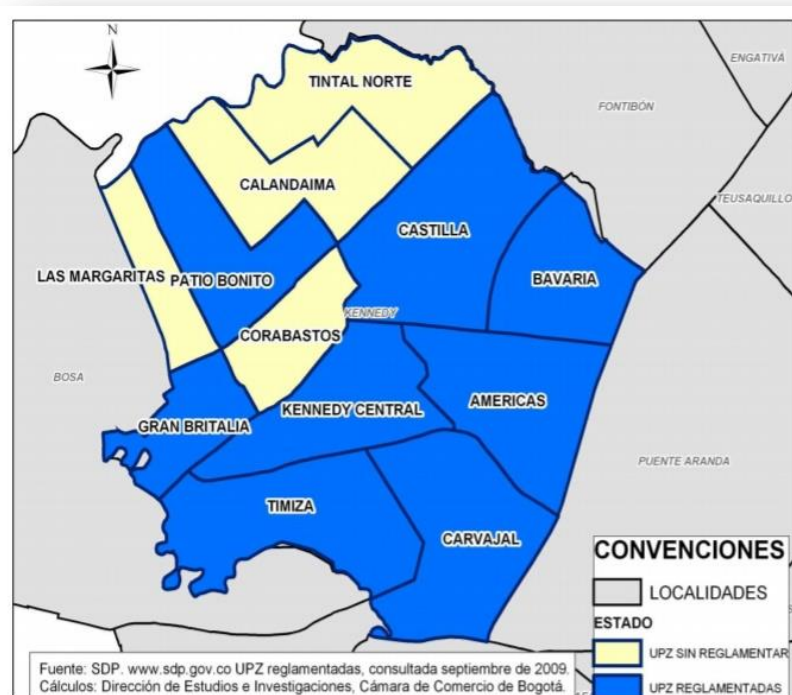 N
ENGATIVÁ
TINTAL NORTE
FONTIBÓN
CALANDAIMA
TEUSAQUILLO
CASTILLA
LAS MARGARITAS
PATIO BONITO
BAVARIA
KENNEDY
CORABASTOS
BOSA
AMERICAS
KENNEDY CENTRAL
GRAN BRITALIA
PUENTE ARANDA
TIMIZA
CARVAJAL
CONVENCIONES
LOCALIDADES
ESTADO
UPZ SIN REGLAMENTAR
UPZ REGLAMENTADAS
Fuente: SDP. www.sdp.gov.co UPZ reglamentadas, consultada septiembre de 2009.
Cálculos: Dirección de Estudios e Investigaciones, Cámara de Comercio de Bogotá.